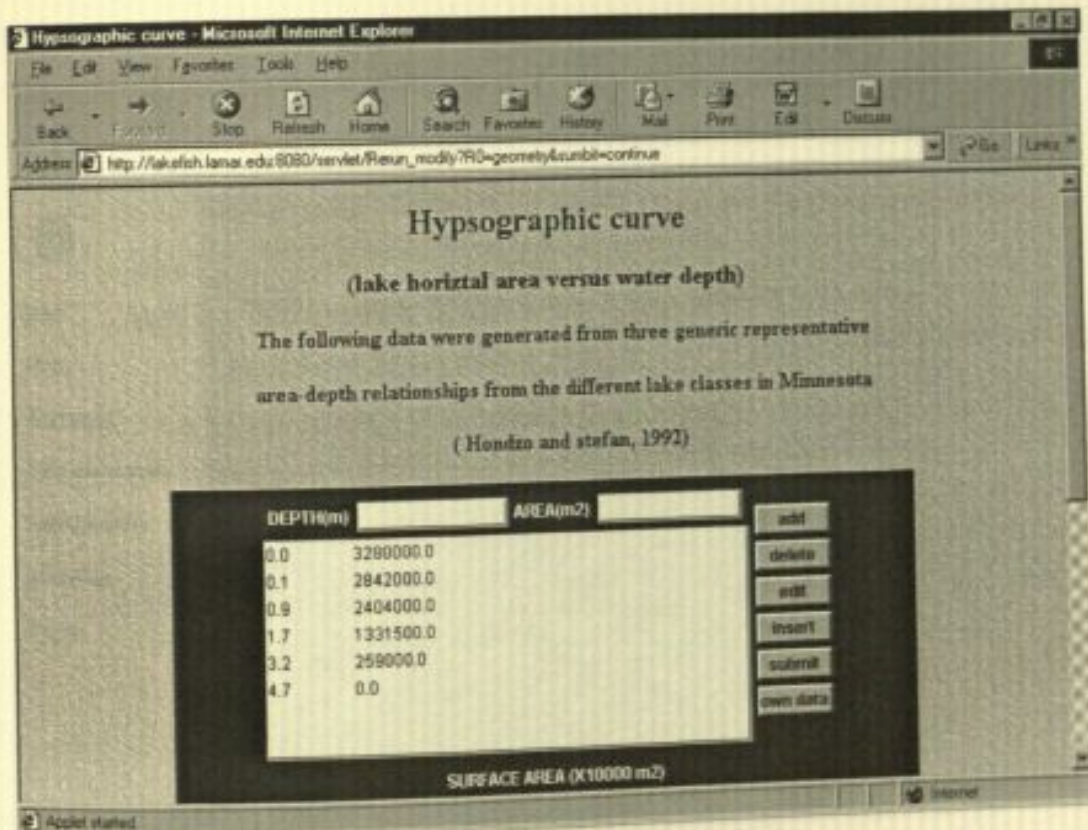 Hypsographic curve - Microsoft Internet Explorer
File Edit View Favorites Tools Help
Back Forward Stop Refresh Home Search Favorites History Mail Print Edit Discuss
Address http://lakefish.lamar.edu:8080/servlet/Rerun_modify?R0=geometry&sumbit=continue Go Links »
Hypsographic curve
(lake horiztal area versus water depth)
The following data were generated from three generic representative
area-depth relationships from the different lake classes in Minnesota
( Hondzo and stefan, 1992)
DEPTH(m) AREA(m2) add
0.0 3280000.0
delete
0.1 2842000.0
edit
0.9 2404000.0
1.7 1331500.0 insert
3.2 259000.0 submit
4.7 0.0 own data
SURFACE AREA (X10000 m2)
Applet started. Internet